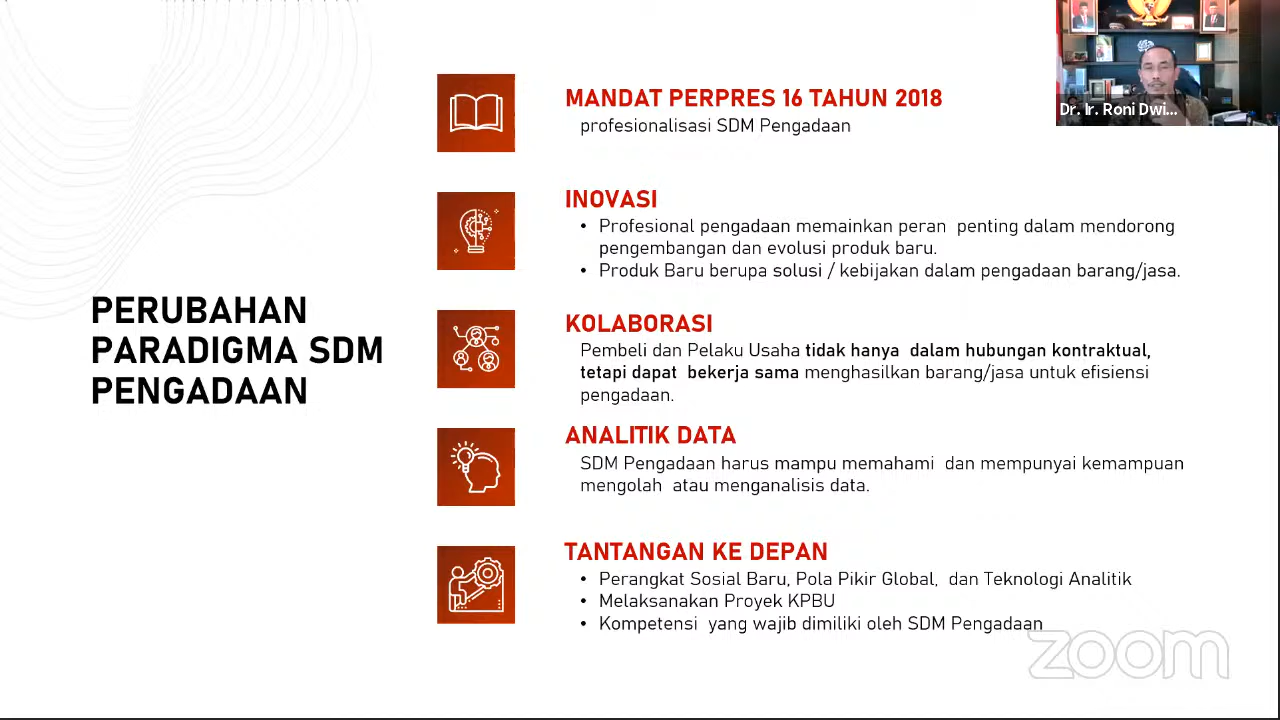 Dr. Ir. Roni Dwi...
MANDAT PERPRES 16 TAHUN 2018
profesionalisasi SDM Pengadaan
INOVASI
• Profesional pengadaan memainkan peran penting dalam mendorong
pengembangan dan evolusi produk baru.
• Produk Baru berupa solusi / kebijakan dalam pengadaan barang/jasa.
PERUBAHAN
PARADIGMA SDM
PENGADAAN
KOLABORASI
Pembeli dan Pelaku Usaha tidak hanya dalam hubungan kontraktual,
tetapi dapat bekerja sama menghasilkan barang/jasa untuk efisiensi
pengadaan.
ANALITIK DATA
SDM Pengadaan harus mampu memahami dan mempunyai kemampuan
mengolah atau menganalisis data.
TANTANGAN KE DEPAN
• Perangkat Sosial Baru, Pola Pikir Global, dan Teknologi Analitik
• Melaksanakan Proyek KPBU
• Kompetensi yang wajib dimiliki oleh SDM Pengadaan
zoom